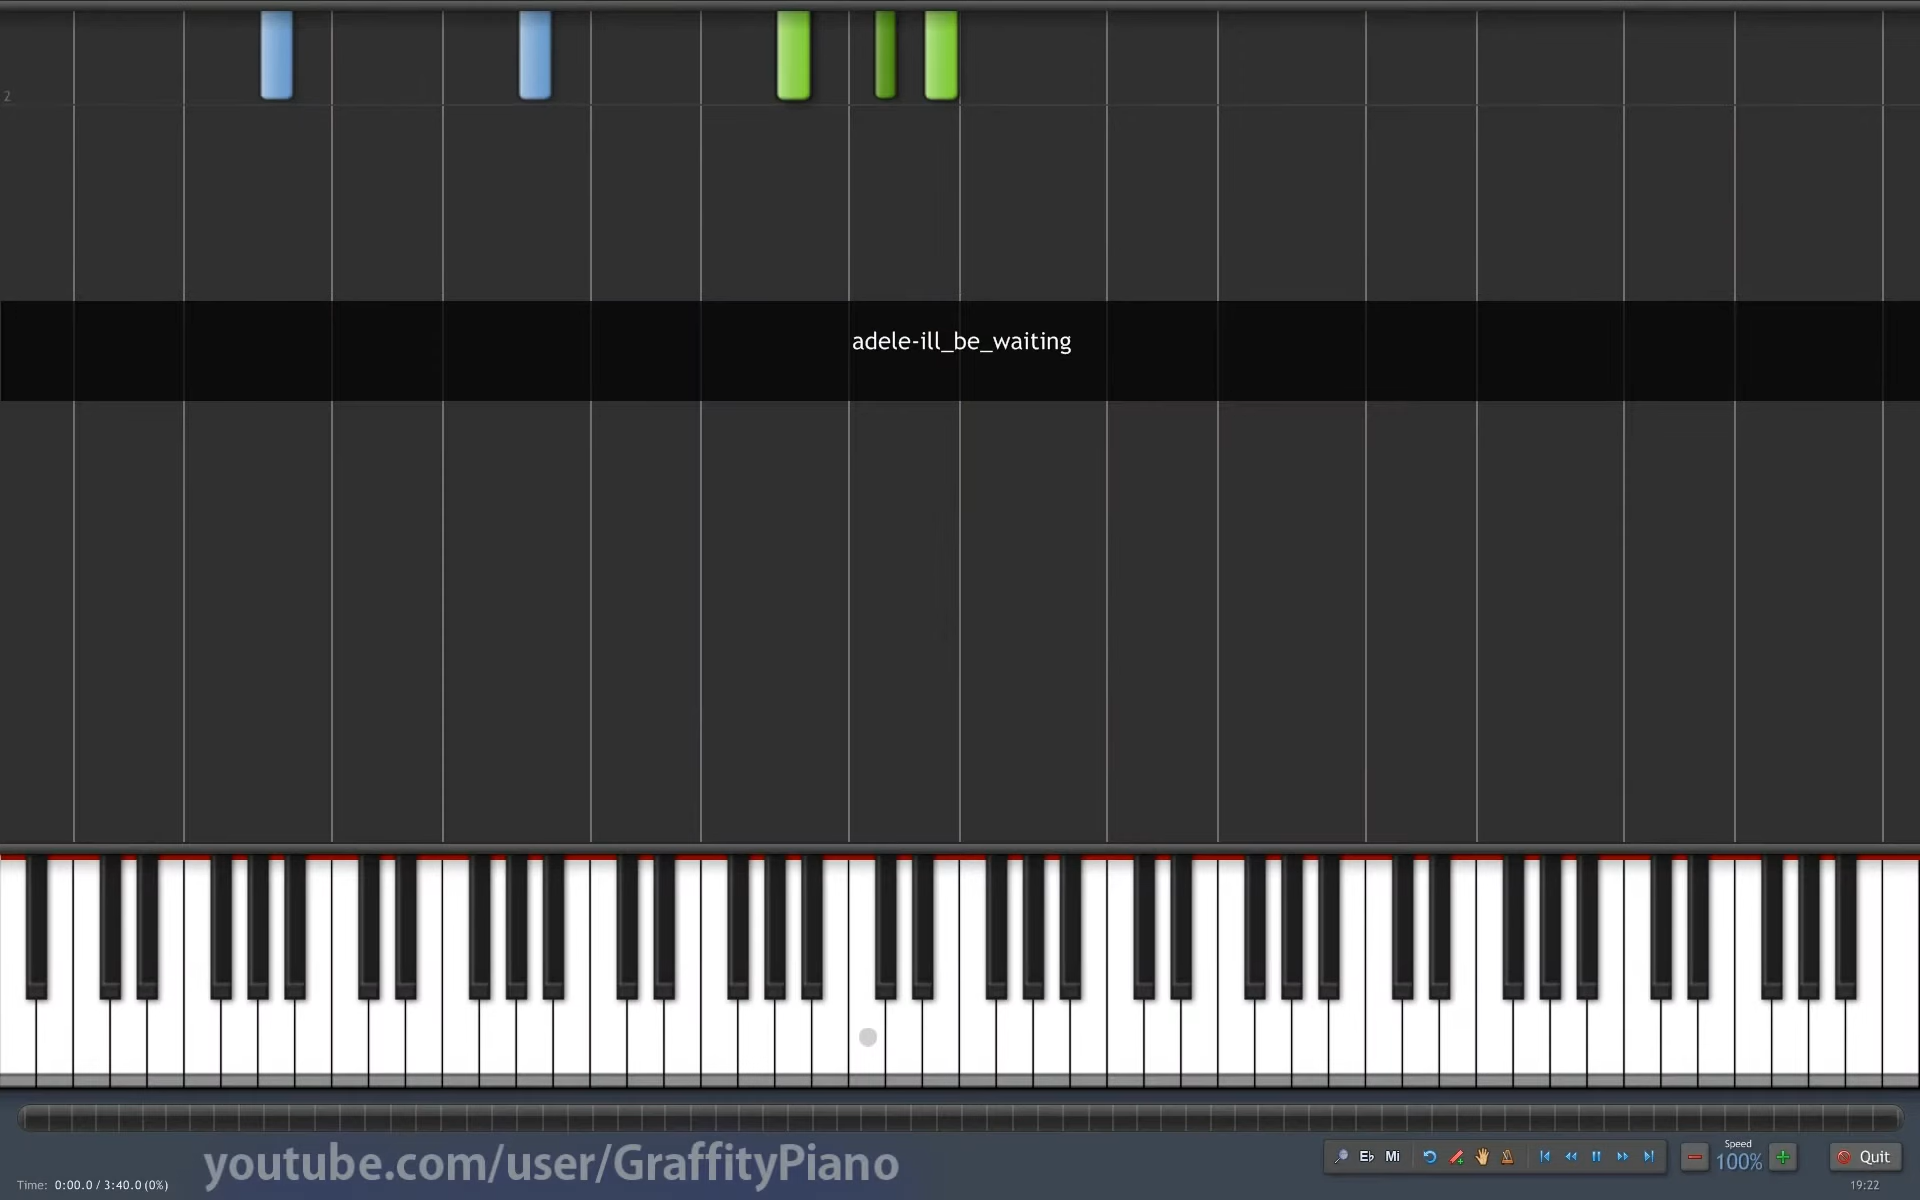 2
adele-ill_be_waiting
youtube.com/user/GraffityPiano
Time: 0:00.0 / 3:40.0 (0%)
E♭ Mi
Speed
100%
Quit
19:22